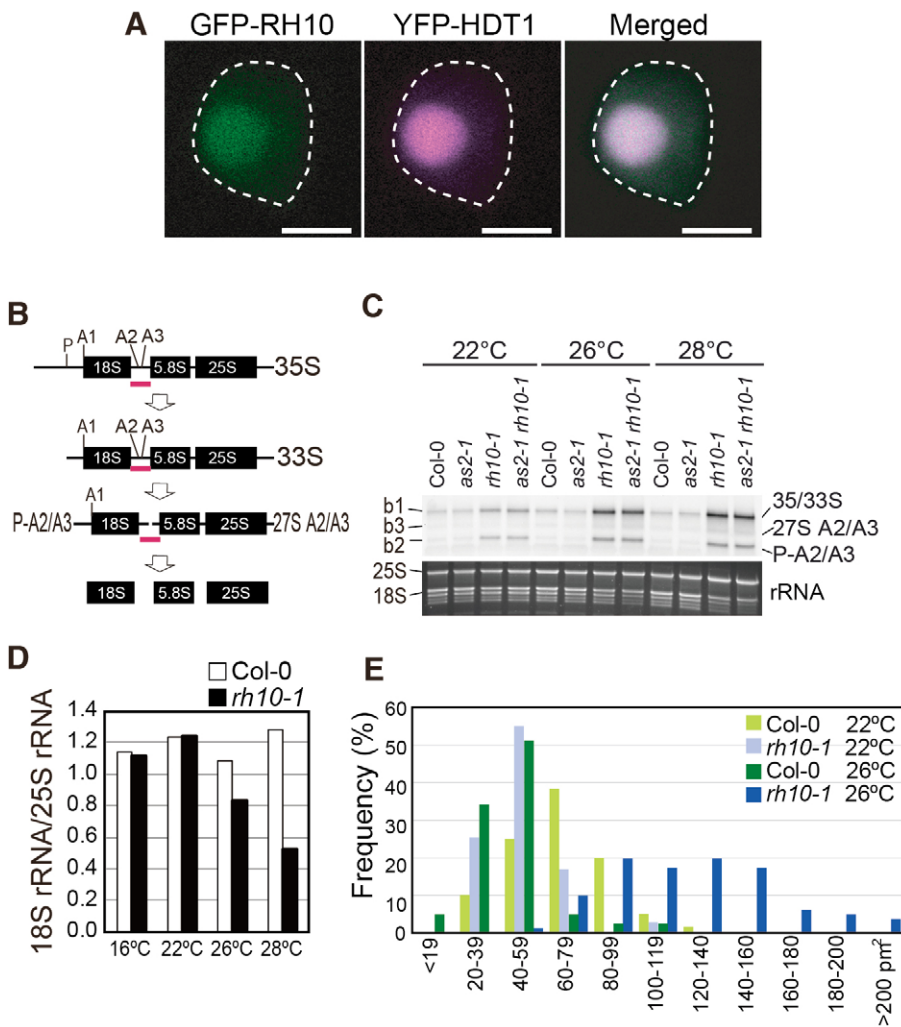 A
GFP-RH10 YFP-HDT1 Merged
B
P A1 A2 A3
18S 5.8S 25S 35S
A1 A2 A3
18S 5.8S 25S 33S
A1
P-A2/A3 18S 5.8S 25S 27S A2/A3
18S 5.8S 25S
C
22°C 26°C 28°C
Col-0 as2-1 rh10-1 as2-1 rh10-1 Col-0 as2-1 rh10-1 as2-1 rh10-1 Col-0 as2-1 rh10-1 as2-1 rh10-1
b1 35/33S
b3 27S A2/A3
b2 P-A2/A3
25S
18S rRNA
D
Col-0
rh10-1
18S rRNA/25S rRNA
1.4
1.2
1.0
0.8
0.6
0.4
0.2
0.0
16°C 22°C 26°C 28°C
E
Frequency (%)
60
50
40
30
20
10
0
Col-0 22ºC
rh10-1 22ºC
Col-0 26ºC
rh10-1 26ºC
<19 20-39 40-59 60-79 80-99 100-119 120-140 140-160 160-180 180-200 >200 pm²